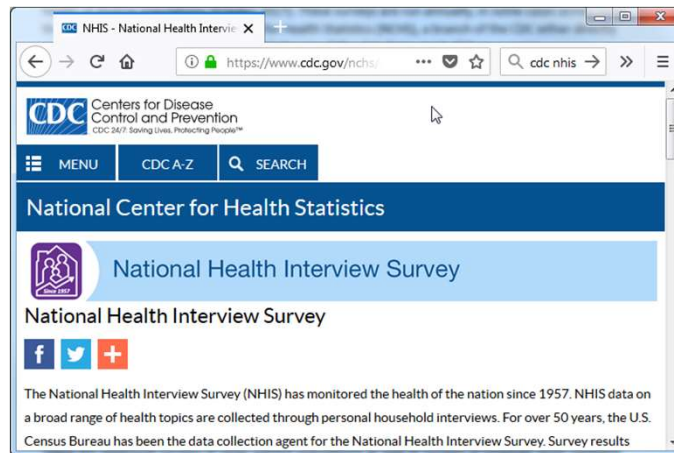 NHIS - National Health Intervie
https://www.cdc.gov/nchs/
cdc nhis
CDC
Centers for Disease
Control and Prevention
CDC 24/7: Saving Lives, Protecting People™
MENU
CDC A-Z
SEARCH
National Center for Health Statistics
Since 1957
National Health Interview Survey
National Health Interview Survey
The National Health Interview Survey (NHIS) has monitored the health of the nation since 1957. NHIS data on
a broad range of health topics are collected through personal household interviews. For over 50 years, the U.S.
Census Bureau has been the data collection agent for the National Health Interview Survey. Survey results